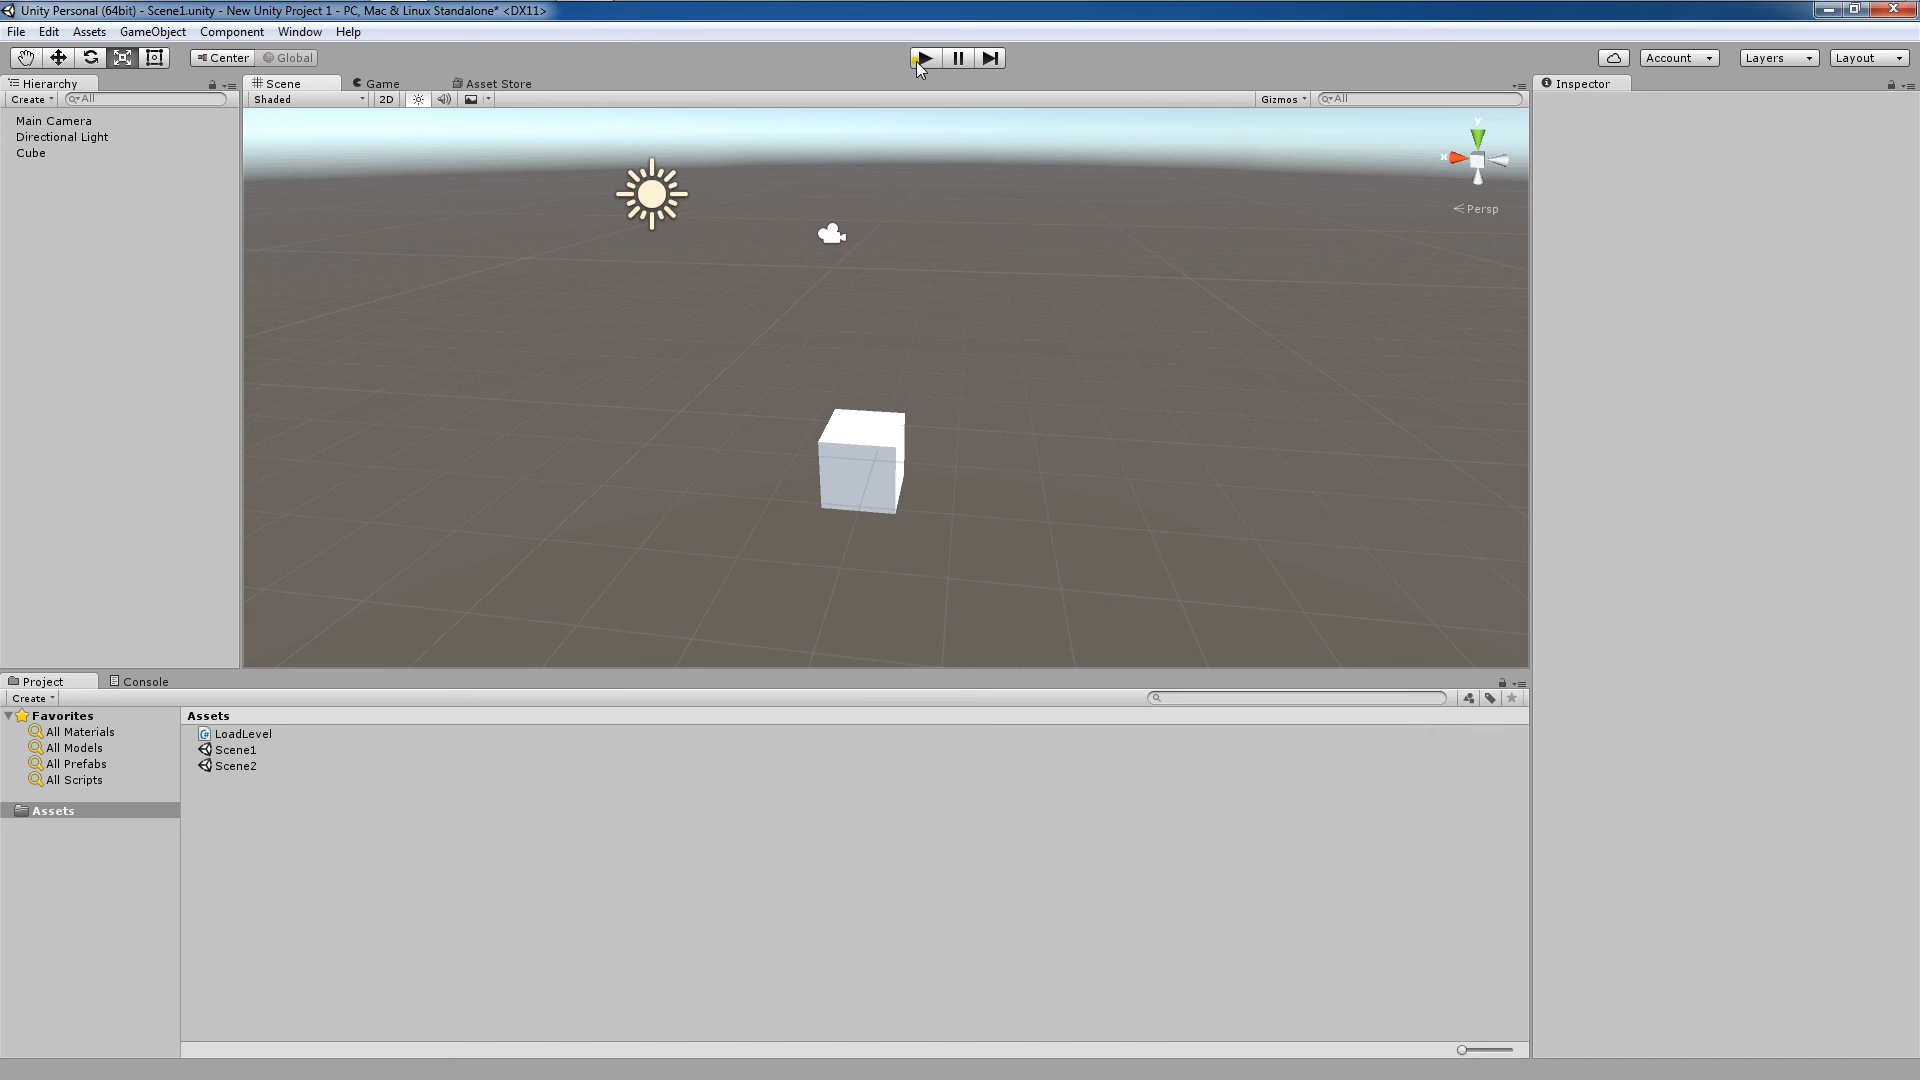 Unity Personal (64bit) - Scene1.unity - New Unity Project 1 - PC, Mac & Linux Standalone* <DX11>
File Edit Assets GameObject Component Window Help
Center Global Account Layers Layout
Hierarchy Scene Game Asset Store Inspector
Create All Shaded 2D Gizmos All
Main Camera
Directional Light
Cube
y
x
Persp
Project Console
Create
Favorites Assets
All Materials
All Models
All Prefabs
All Scripts
Assets
LoadLevel
Scene1
Scene2